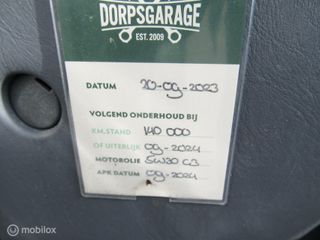 DORPSGARAGE
EST. 2009
DATUM 20-09-2023
VOLGEND ONDERHOUD BIJ
KM.STAND 140 000
OF UITERLIJK 09-2024
MOTOROLIE 5W30 C3
APK DATUM 09-2024
mobilox